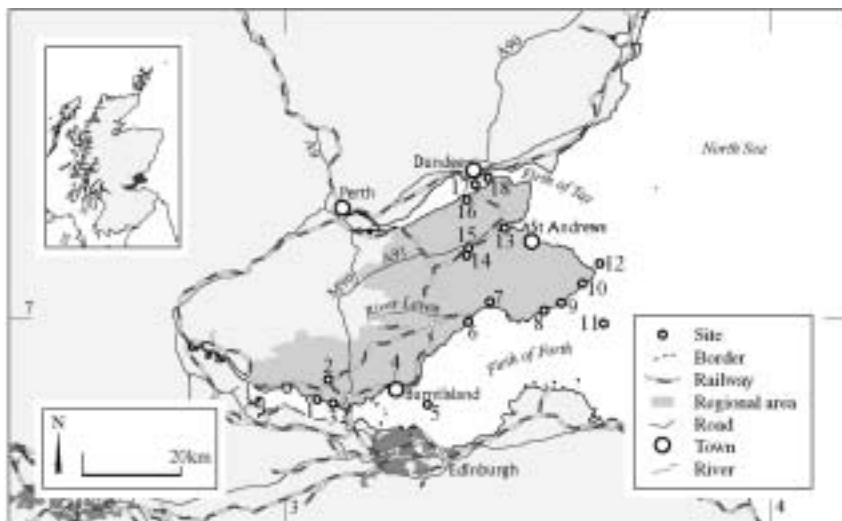 A90
Dundee
North Sea
Firth of Tay
17
18
Perth
16
St Andrews
15
13
14
A91
12
10
7
River Leven
7
9
8
11
6
Firth of Forth
2
4
Burntisland
1
3
5
Edinburgh
N
20km
Site
Border
Railway
Regional area
Road
Town
River
3
4